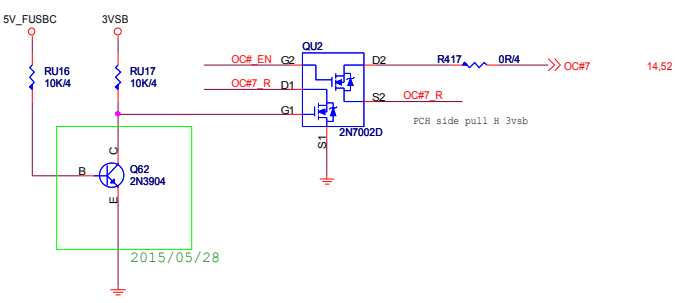 5V_FUSBC
3VSB
RU16
10K/4
RU17
10K/4
QU2
OC#_EN
G2
OC#7_R
D1
G1
D2
R417
0R/4
OC#7
14,52
S2
OC#7_R
2N7002D
PCH side pull H 3vsb
S1
C
B
Q62
2N3904
E
2015/05/28